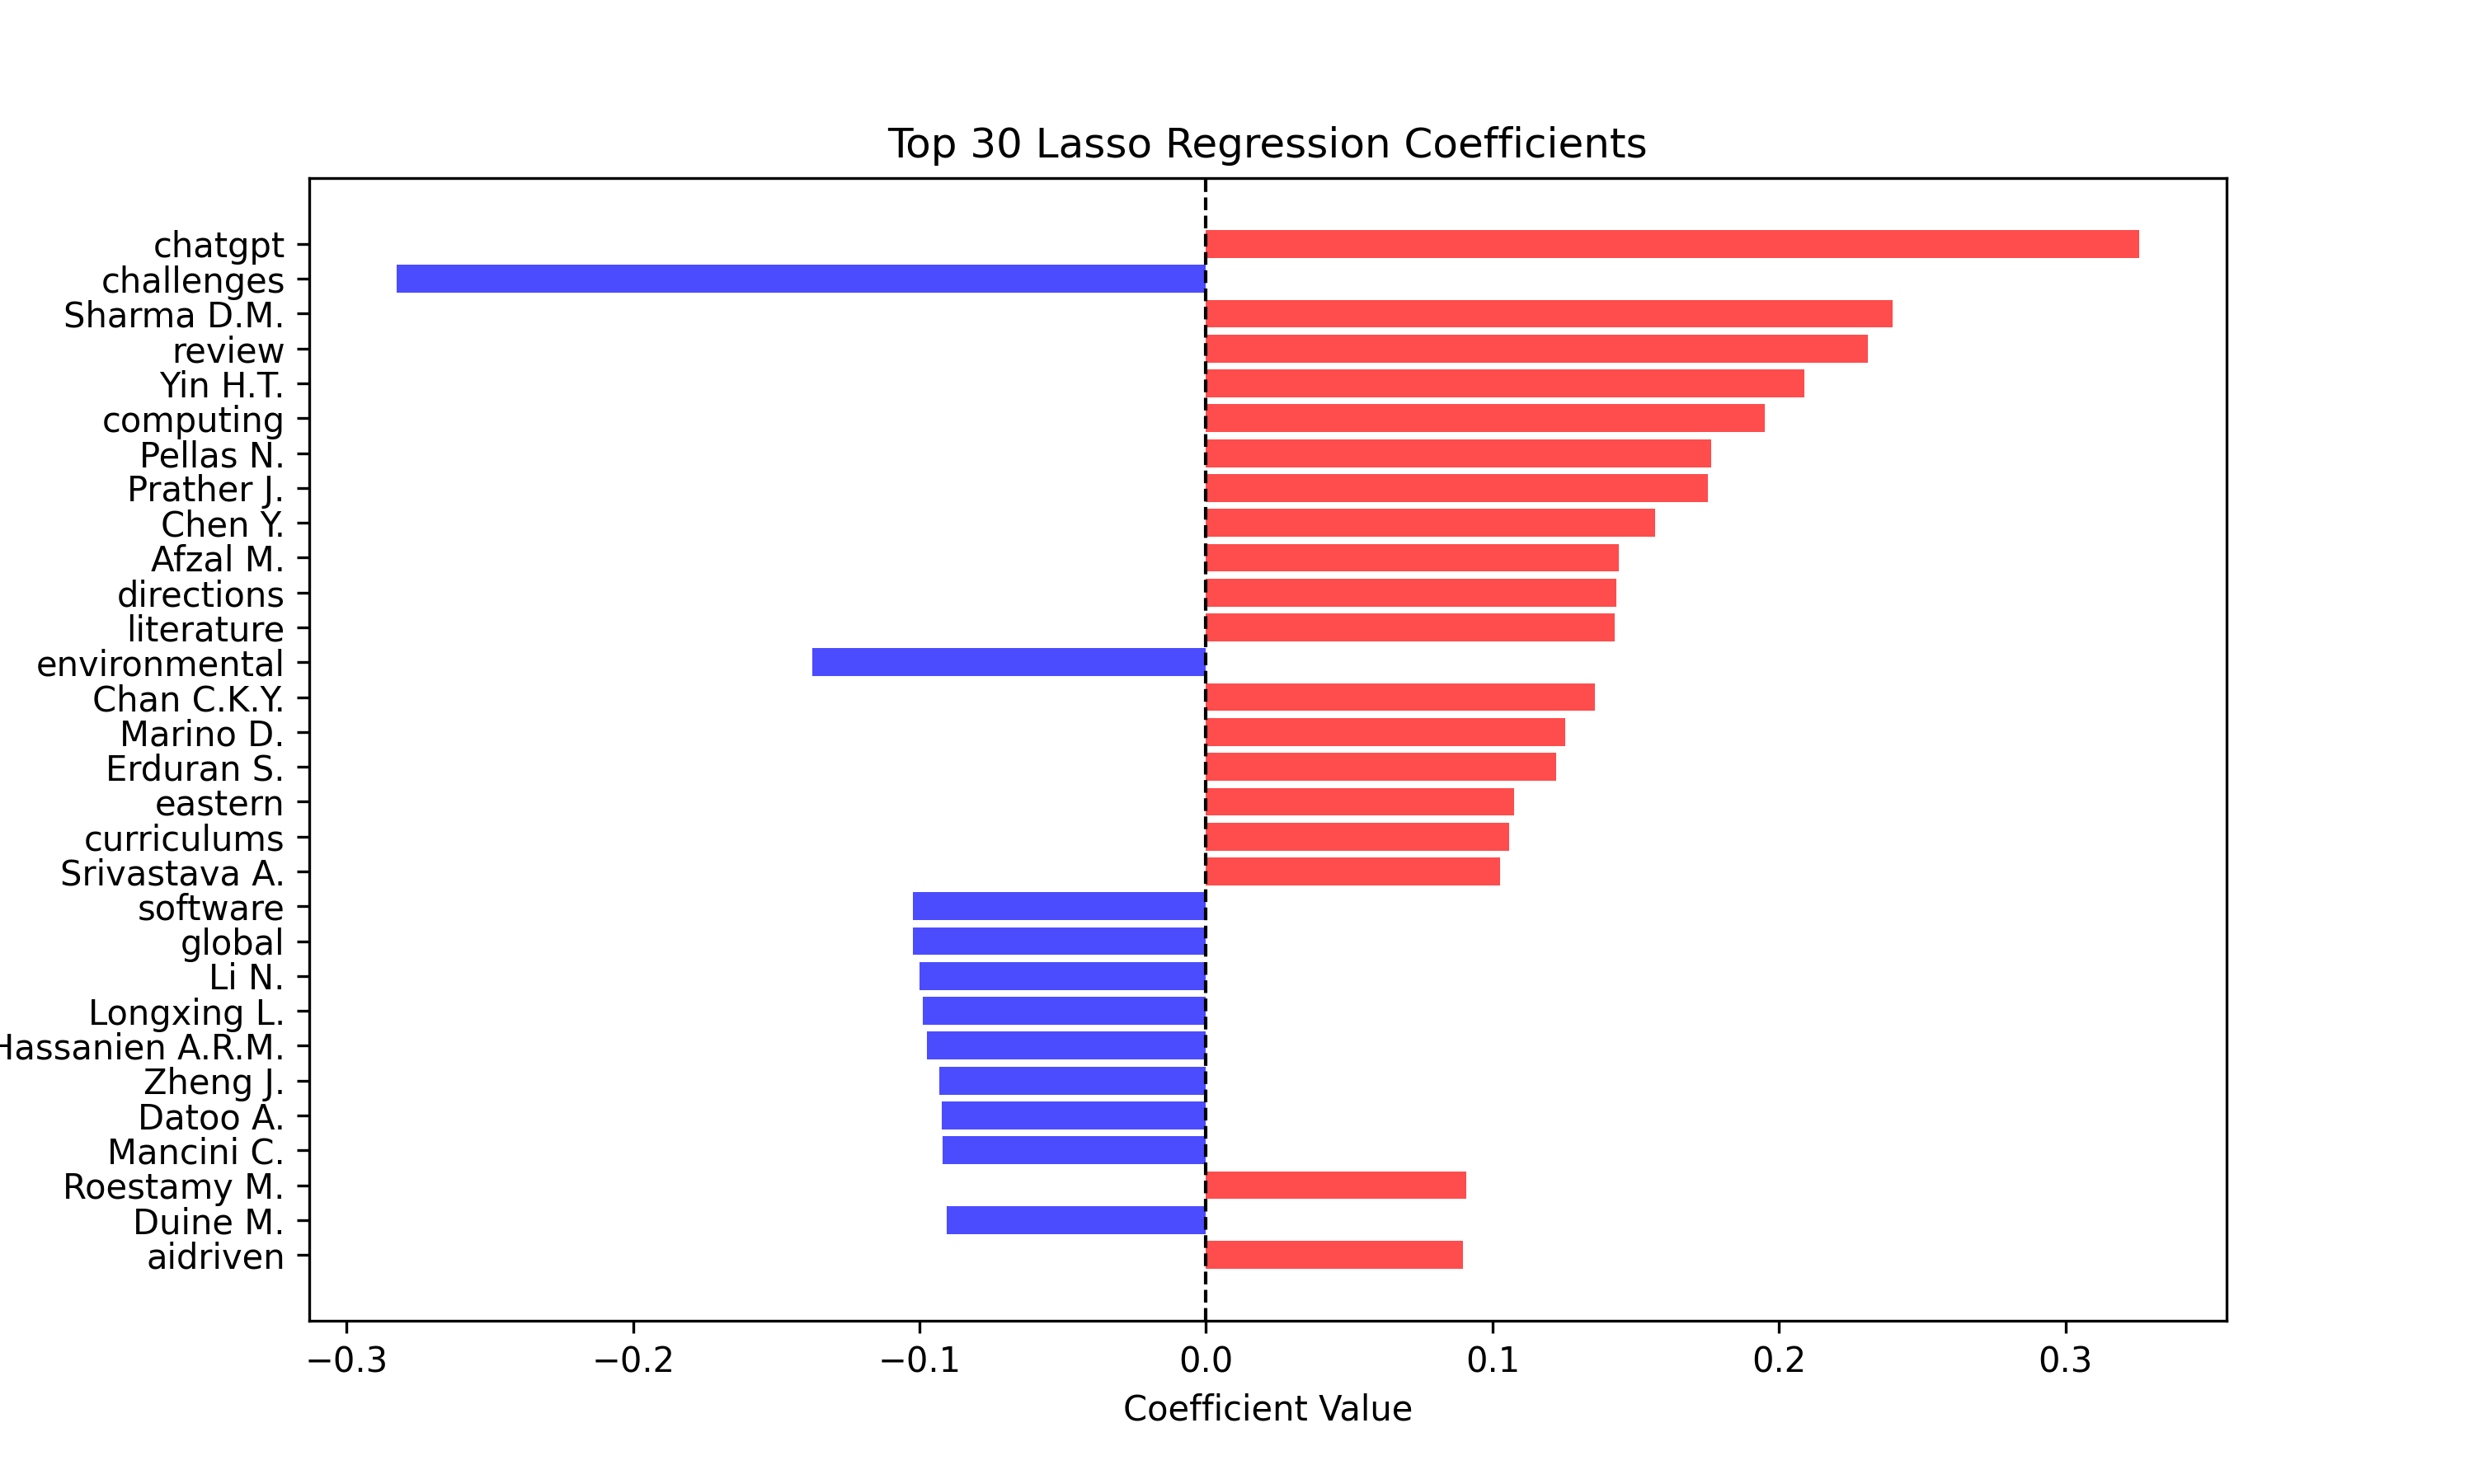 Top 30 Lasso Regression Coefficients
chatgpt
challenges
Sharma D.M.
review
Yin H.T.
computing
Pellas N.
Prather J.
Chen Y.
Afzal M.
directions
literature
environmental
Chan C.K.Y.
Marino D.
Erduran S.
eastern
curriculums
Srivastava A.
software
global
Li N.
Longxing L.
Hassanien A.R.M.
Zheng J.
Datoo A.
Mancini C.
Roestamy M.
Duine M.
aidriven
−0.3 −0.2 −0.1 0.0 0.1 0.2 0.3
Coefficient Value